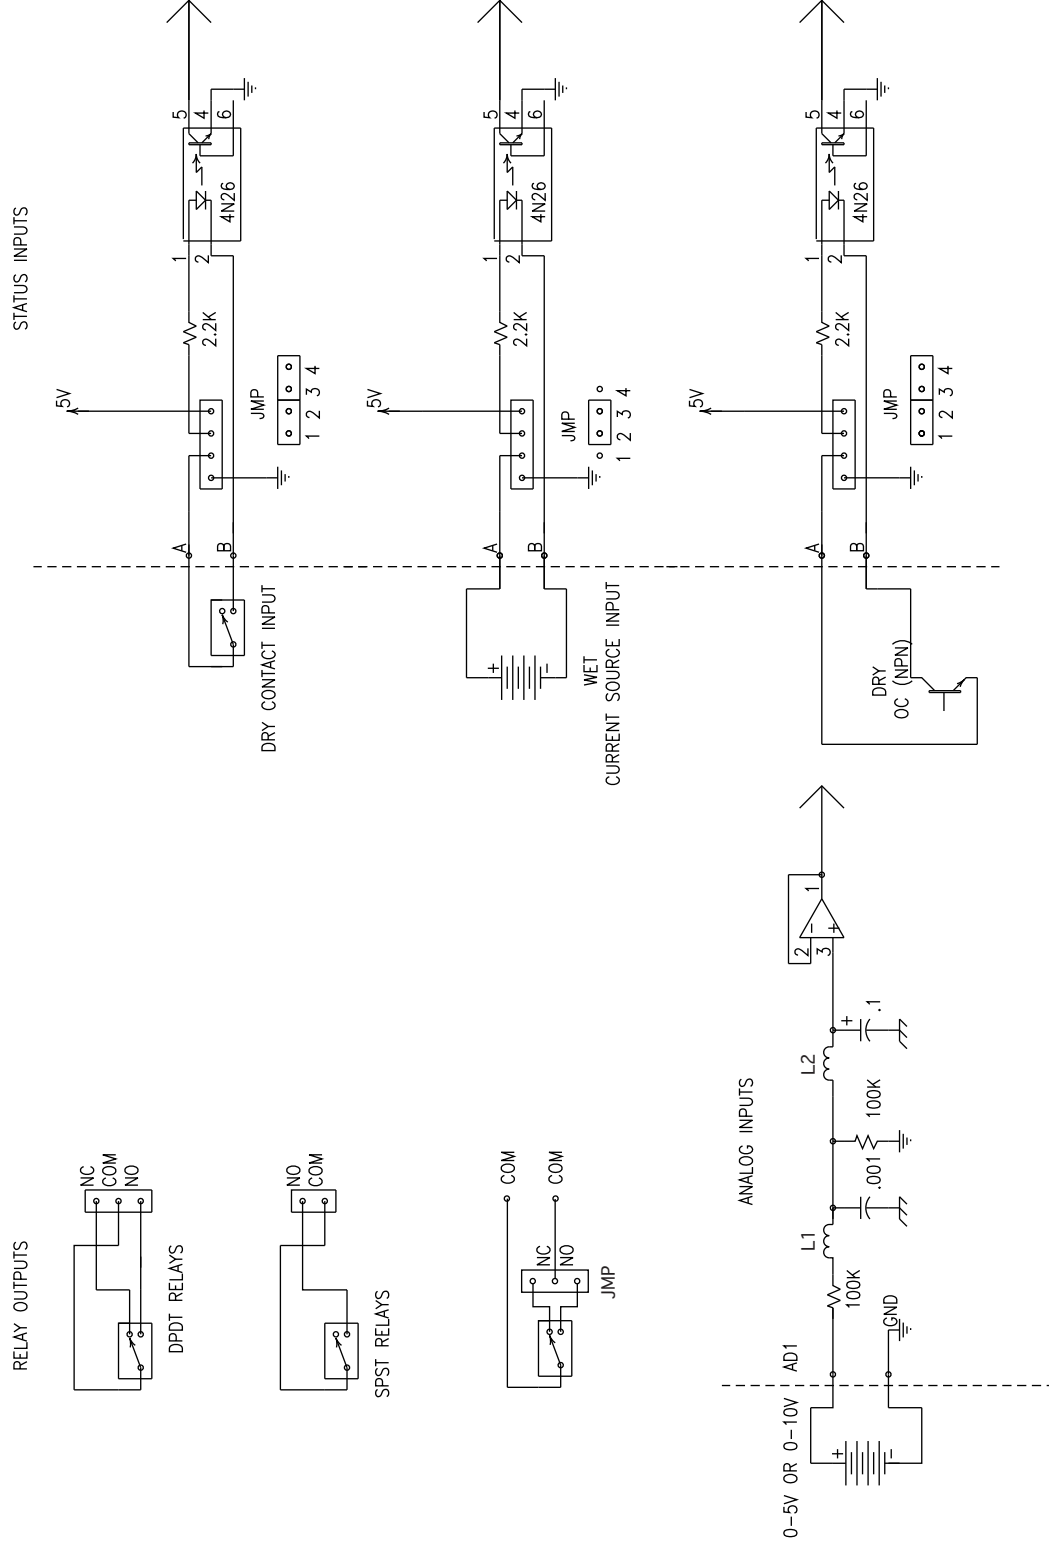 STATUS INPUTS
5V
JMP
1 2 3 4
2.2K
1
2
4N26
5
4
6
A
B
DRY CONTACT INPUT
5V
JMP
1 2 3 4
2.2K
1
2
4N26
5
4
6
A
B
+
−
WET
CURRENT SOURCE INPUT
5V
JMP
1 2 3 4
2.2K
1
2
4N26
5
4
6
A
B
DRY
OC (NPN)
RELAY OUTPUTS
NC
COM
NO
DPDT RELAYS
NO
COM
SPST RELAYS
COM
COM
NC
NO
JMP
ANALOG INPUTS
0-5V OR 0-10V
AD1
+
−
GND
100K
L1
.001
100K
L2
+
.1
2
3
−
+
1